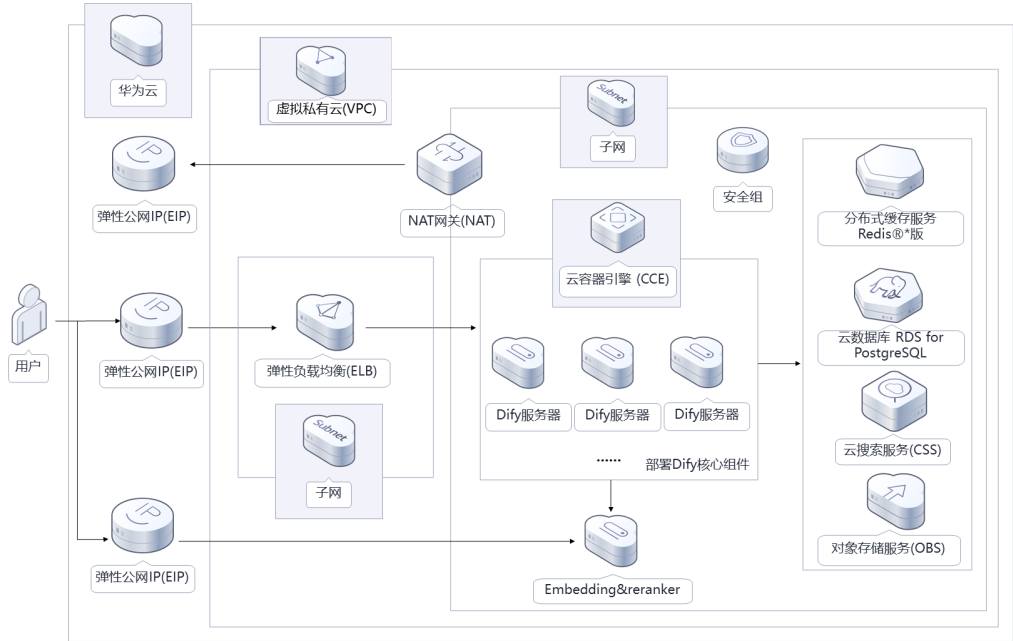 华为云
虚拟私有云(VPC)
Subnet
子网
IP
弹性公网IP(EIP)
NAT网关(NAT)
安全组
分布式缓存服务
Redis®*版
云容器引擎 (CCE)
用户
IP
弹性公网IP(EIP)
弹性负载均衡(ELB)
Dify服务器
Dify服务器
Dify服务器
云数据库 RDS for
PostgreSQL
Subnet
子网
······
部署Dify核心组件
云搜索服务(CSS)
IP
弹性公网IP(EIP)
Embedding&reranker
对象存储服务(OBS)